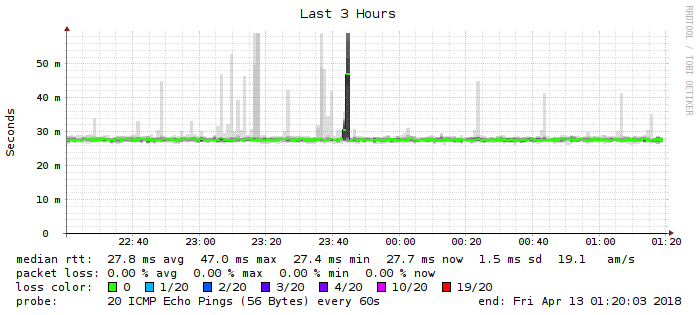 Last 3 Hours
RRDTOOL / TOBI OETIKER
Seconds
50 m
40 m
30 m
20 m
10 m
0
22:40 23:00 23:20 23:40 00:00 00:20 00:40 01:00 01:20
median rtt: 27.8 ms avg 47.0 ms max 27.4 ms min 27.7 ms now 1.5 ms sd 19.1 am/s
packet loss: 0.00 % avg 0.00 % max 0.00 % min 0.00 % now
loss color: 0 1/20 2/20 3/20 4/20 10/20 19/20
probe: 20 ICMP Echo Pings (56 Bytes) every 60s end: Fri Apr 13 01:20:03 2018